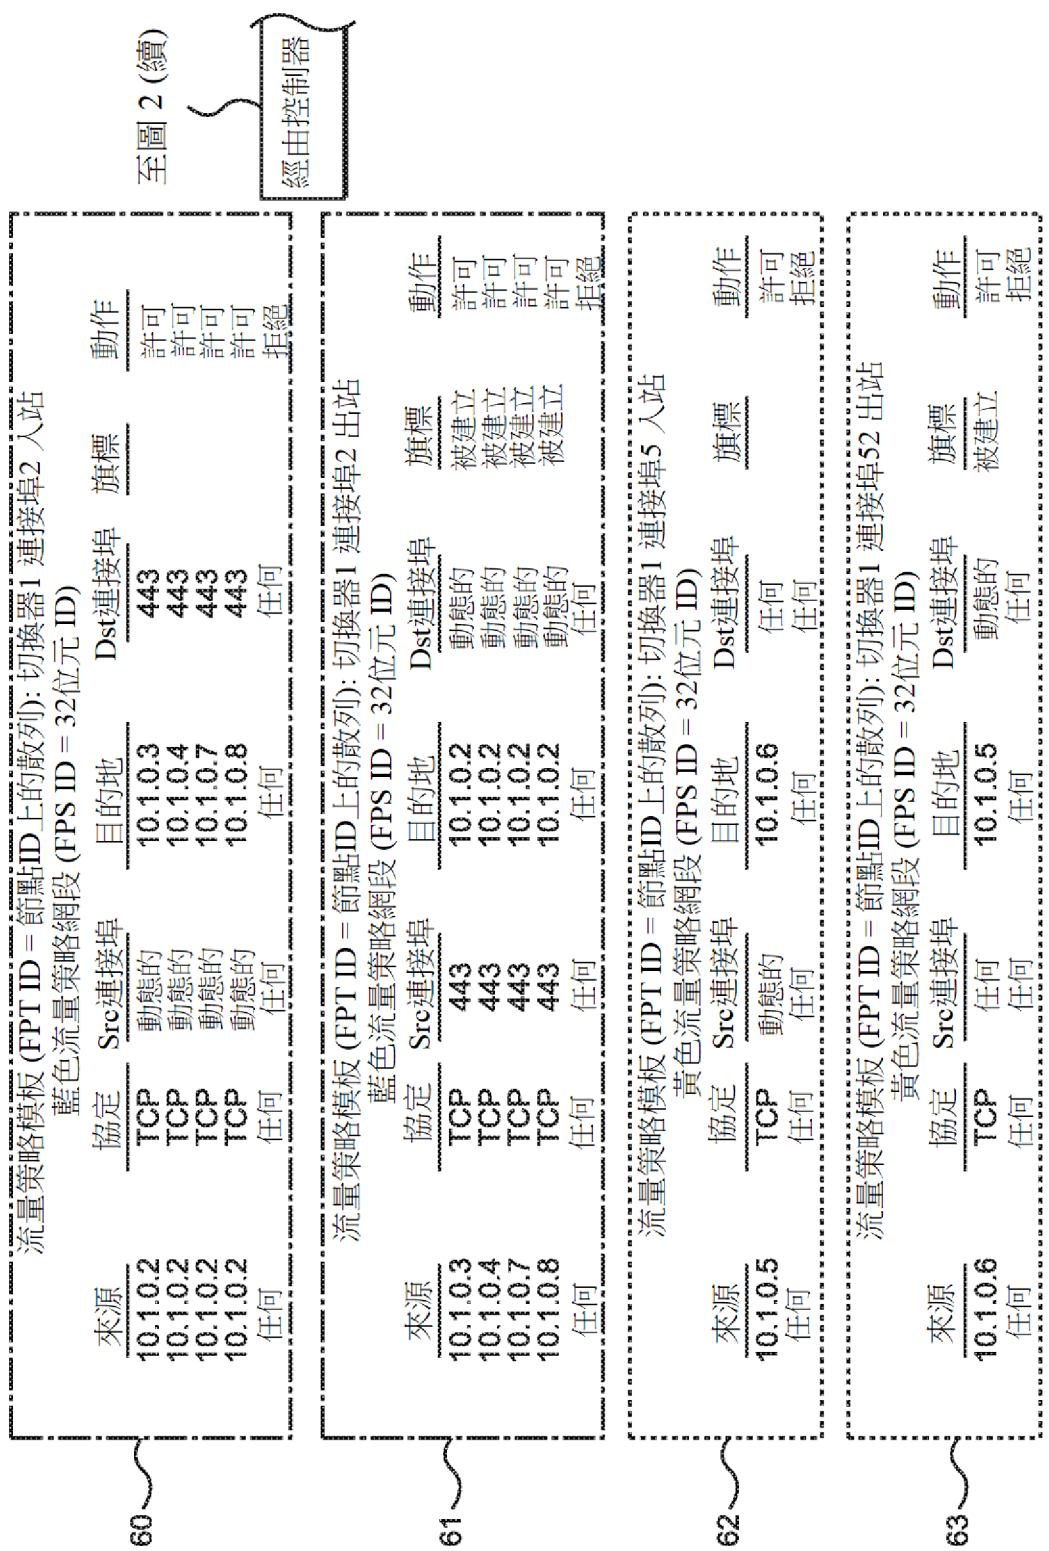 至圖 2 (續)
經由控制器
60
流量策略模板 (FPT ID = 節點ID上的散列): 切換器1 連接埠2 入站
藍色流量策略網段 (FPS ID = 32位元 ID)
來源 協定 Src連接埠 目的地 Dst連接埠 旗標 動作
10.1.0.2 TCP 動態的 10.1.0.3 443 許可
10.1.0.2 TCP 動態的 10.1.0.4 443 許可
10.1.0.2 TCP 動態的 10.1.0.7 443 許可
10.1.0.2 TCP 動態的 10.1.0.8 443 許可
任何 任何 任何 任何 任何 拒絕
61
流量策略模板 (FPT ID = 節點ID上的散列): 切換器1 連接埠2 出站
藍色流量策略網段 (FPS ID = 32位元 ID)
來源 協定 Src連接埠 目的地 Dst連接埠 旗標 動作
10.1.0.3 TCP 443 10.1.0.2 動態的 被建立 許可
10.1.0.4 TCP 443 10.1.0.2 動態的 被建立 許可
10.1.0.7 TCP 443 10.1.0.2 動態的 被建立 許可
10.1.0.8 TCP 443 10.1.0.2 動態的 被建立 許可
任何 任何 任何 任何 任何 拒絕
62
流量策略模板 (FPT ID = 節點ID上的散列): 切換器1 連接埠5 入站
黃色流量策略網段 (FPS ID = 32位元 ID)
來源 協定 Src連接埠 目的地 Dst連接埠 旗標 動作
10.1.0.5 TCP 動態的 10.1.0.6 任何 許可
任何 任何 任何 任何 任何 拒絕
63
流量策略模板 (FPT ID = 節點ID上的散列): 切換器1 連接埠52 出站
黃色流量策略網段 (FPS ID = 32位元 ID)
來源 協定 Src連接埠 目的地 Dst連接埠 旗標 動作
10.1.0.6 TCP 任何 10.1.0.5 動態的 被建立 許可
任何 任何 任何 任何 任何 拒絕